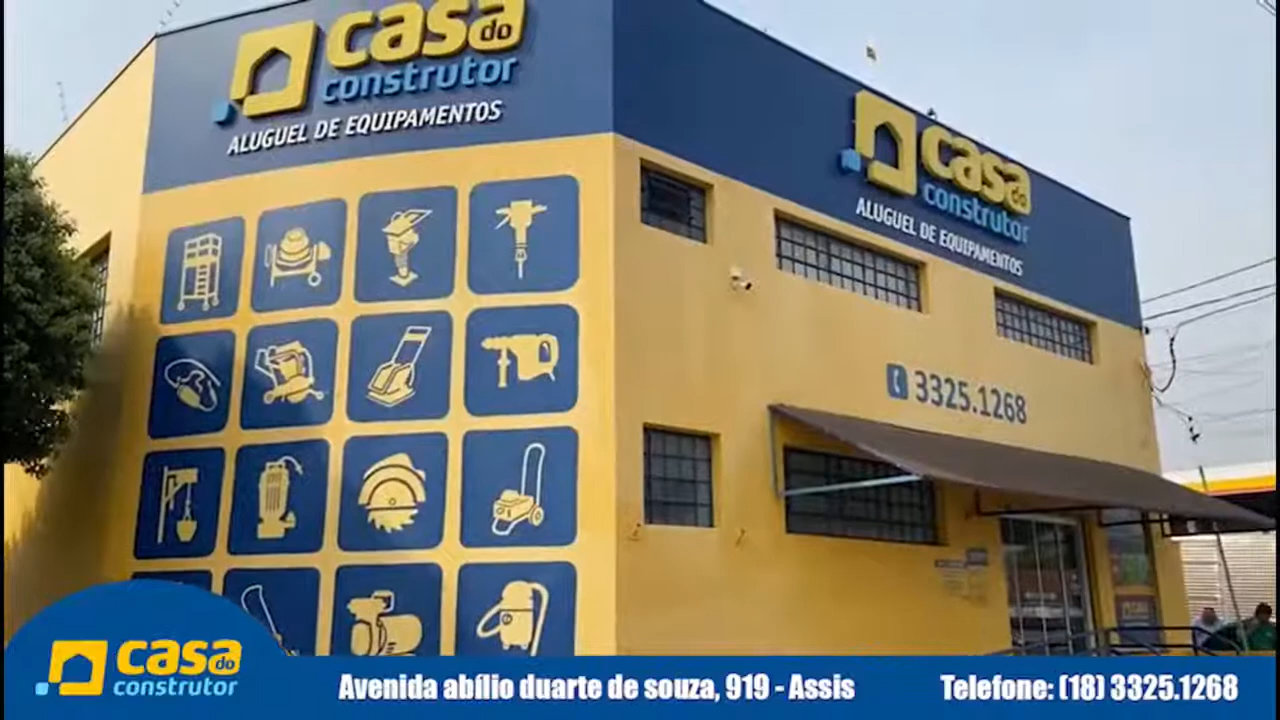 casa do
construtor
ALUGUEL DE EQUIPAMENTOS
casa do
construtor
ALUGUEL DE EQUIPAMENTOS
3325.1268
casa do
construtor
Avenida abílio duarte de souza, 919 - Assis
Telefone: (18) 3325.1268